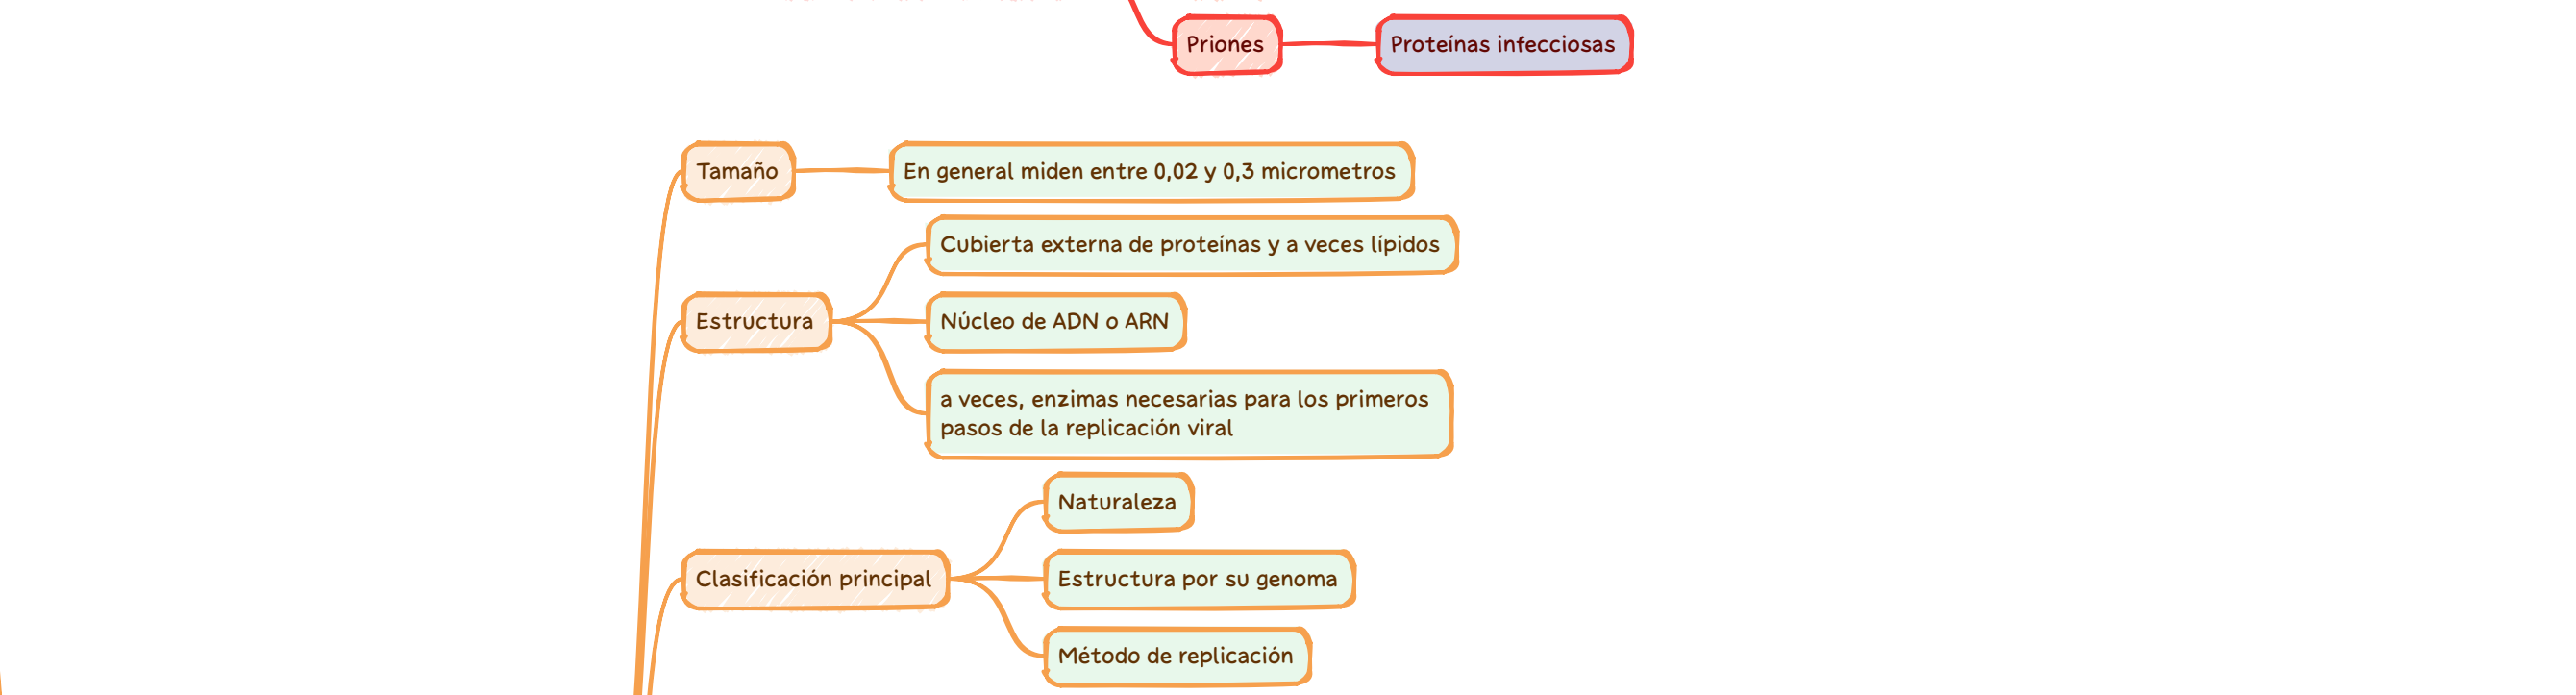 Priones
Proteínas infecciosas
Tamaño
En general miden entre 0,02 y 0,3 micrometros
Estructura
Cubierta externa de proteínas y a veces lípidos
Núcleo de ADN o ARN
a veces, enzimas necesarias para los primeros
pasos de la replicación viral
Clasificación principal
Naturaleza
Estructura por su genoma
Método de replicación